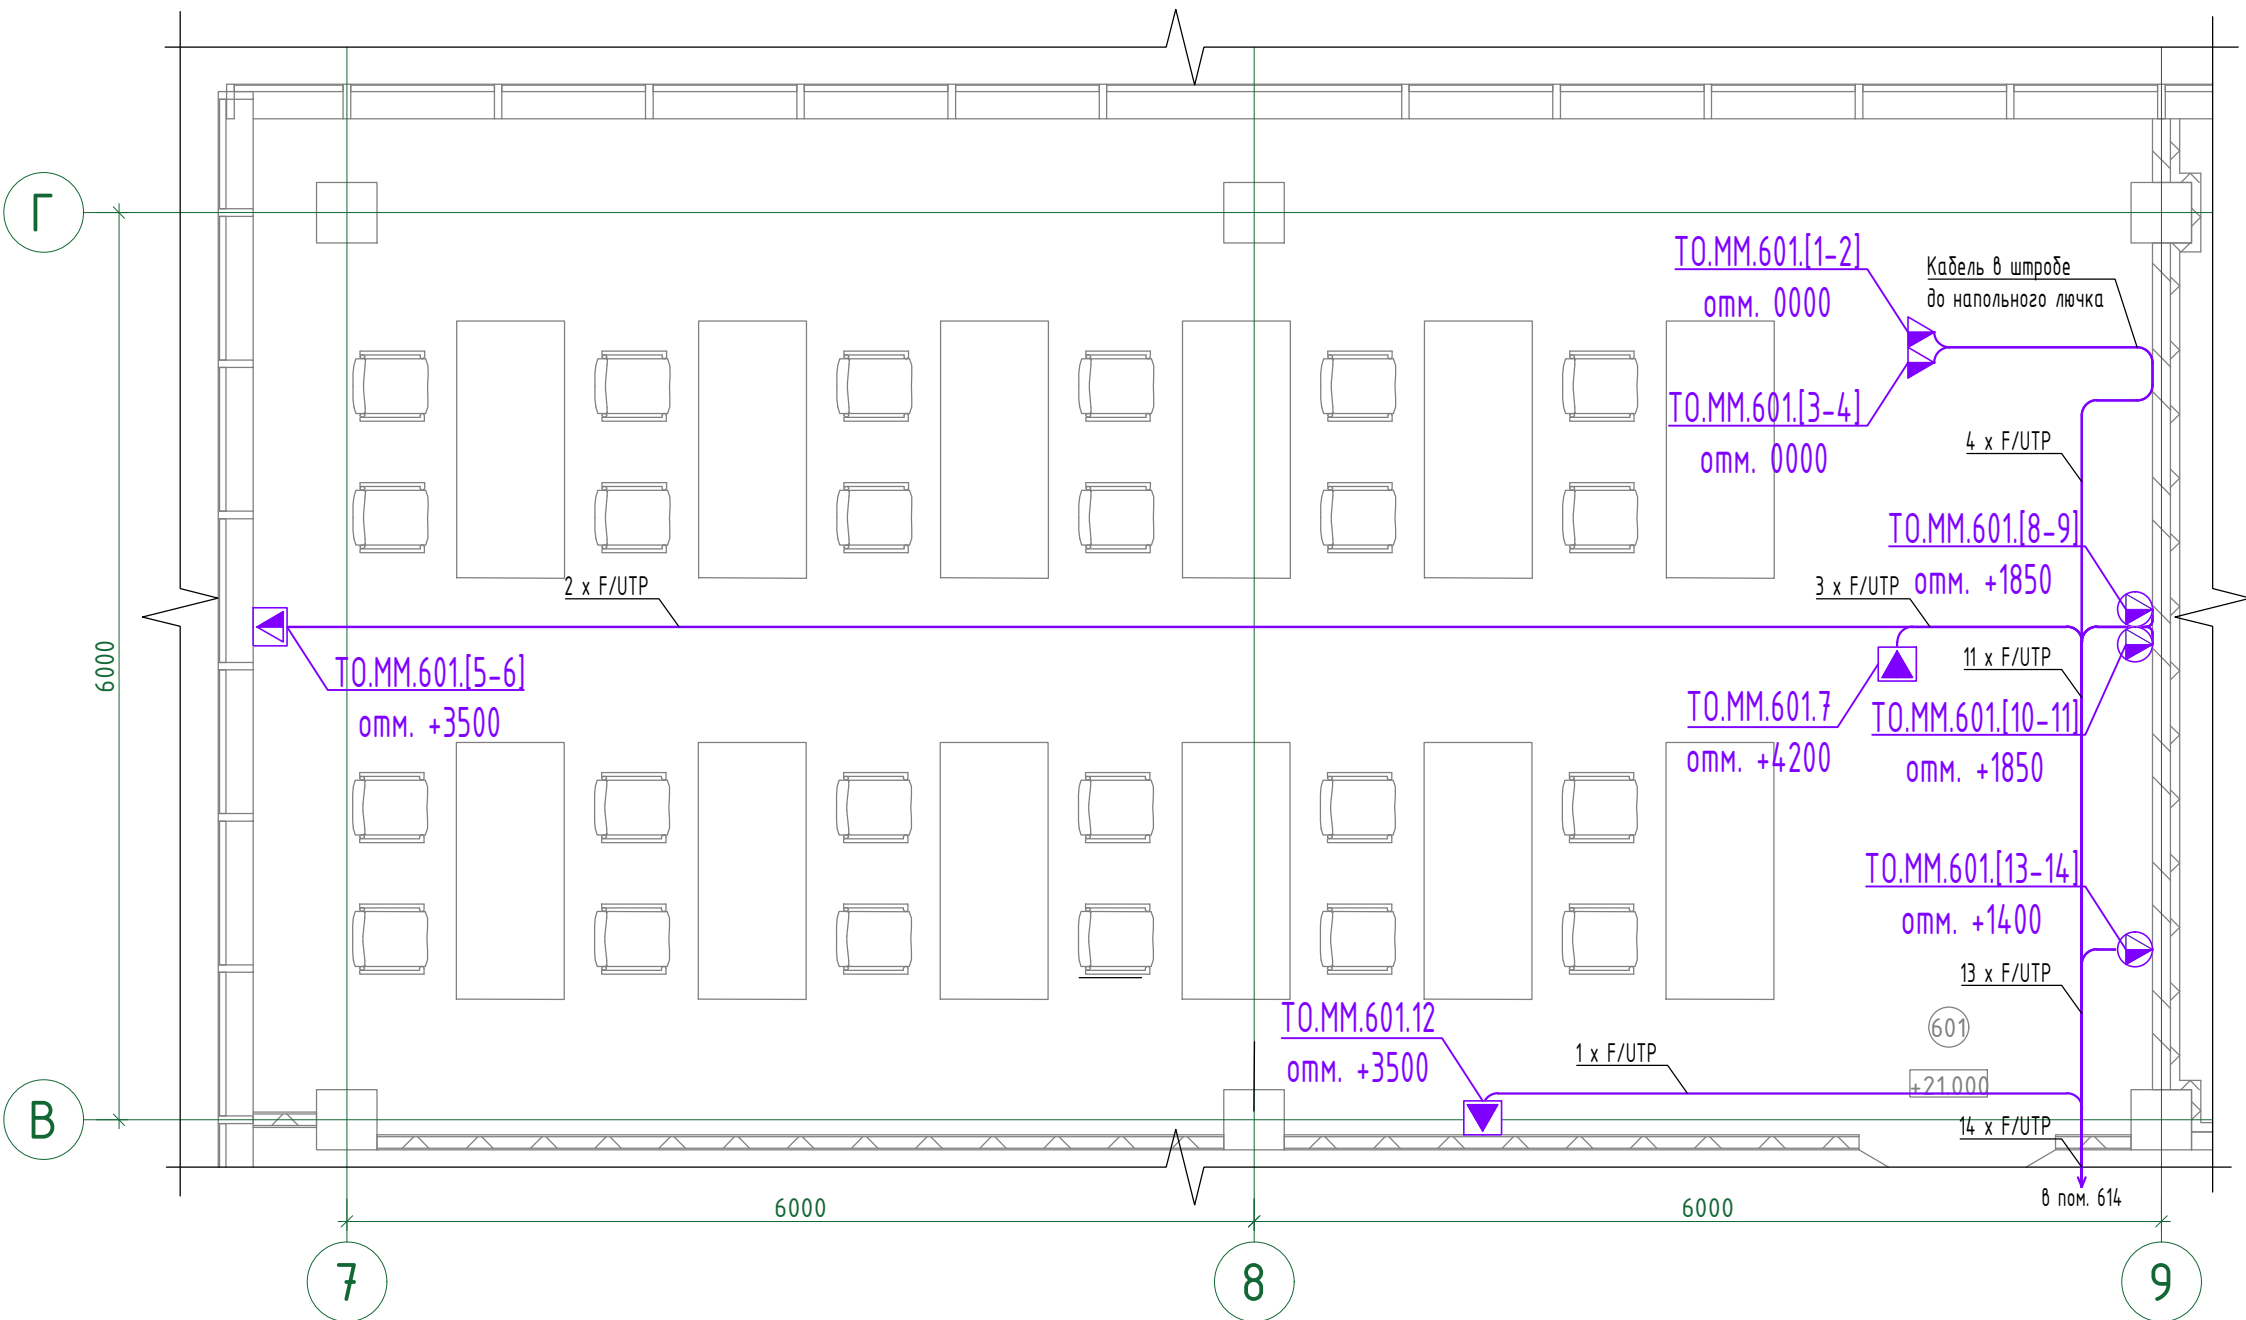 Г
ТО.ММ.601.[1-2]
отм. 0000
Кабель в штробе
до напольного лючка
ТО.ММ.601.[3-4]
отм. 0000
4 x F/UTP
ТО.ММ.601.[8-9]
отм. +1850
2 x F/UTP
3 x F/UTP
6000
ТО.ММ.601.[5-6]
отм. +3500
11 x F/UTP
ТО.ММ.601.7
отм. +4200
ТО.ММ.601.[10-11]
отм. +1850
ТО.ММ.601.[13-14]
отм. +1400
13 x F/UTP
ТО.ММ.601.12
отм. +3500
601
1 x F/UTP
+21.000
В
14 x F/UTP
в пом. 614
6000
6000
7
8
9